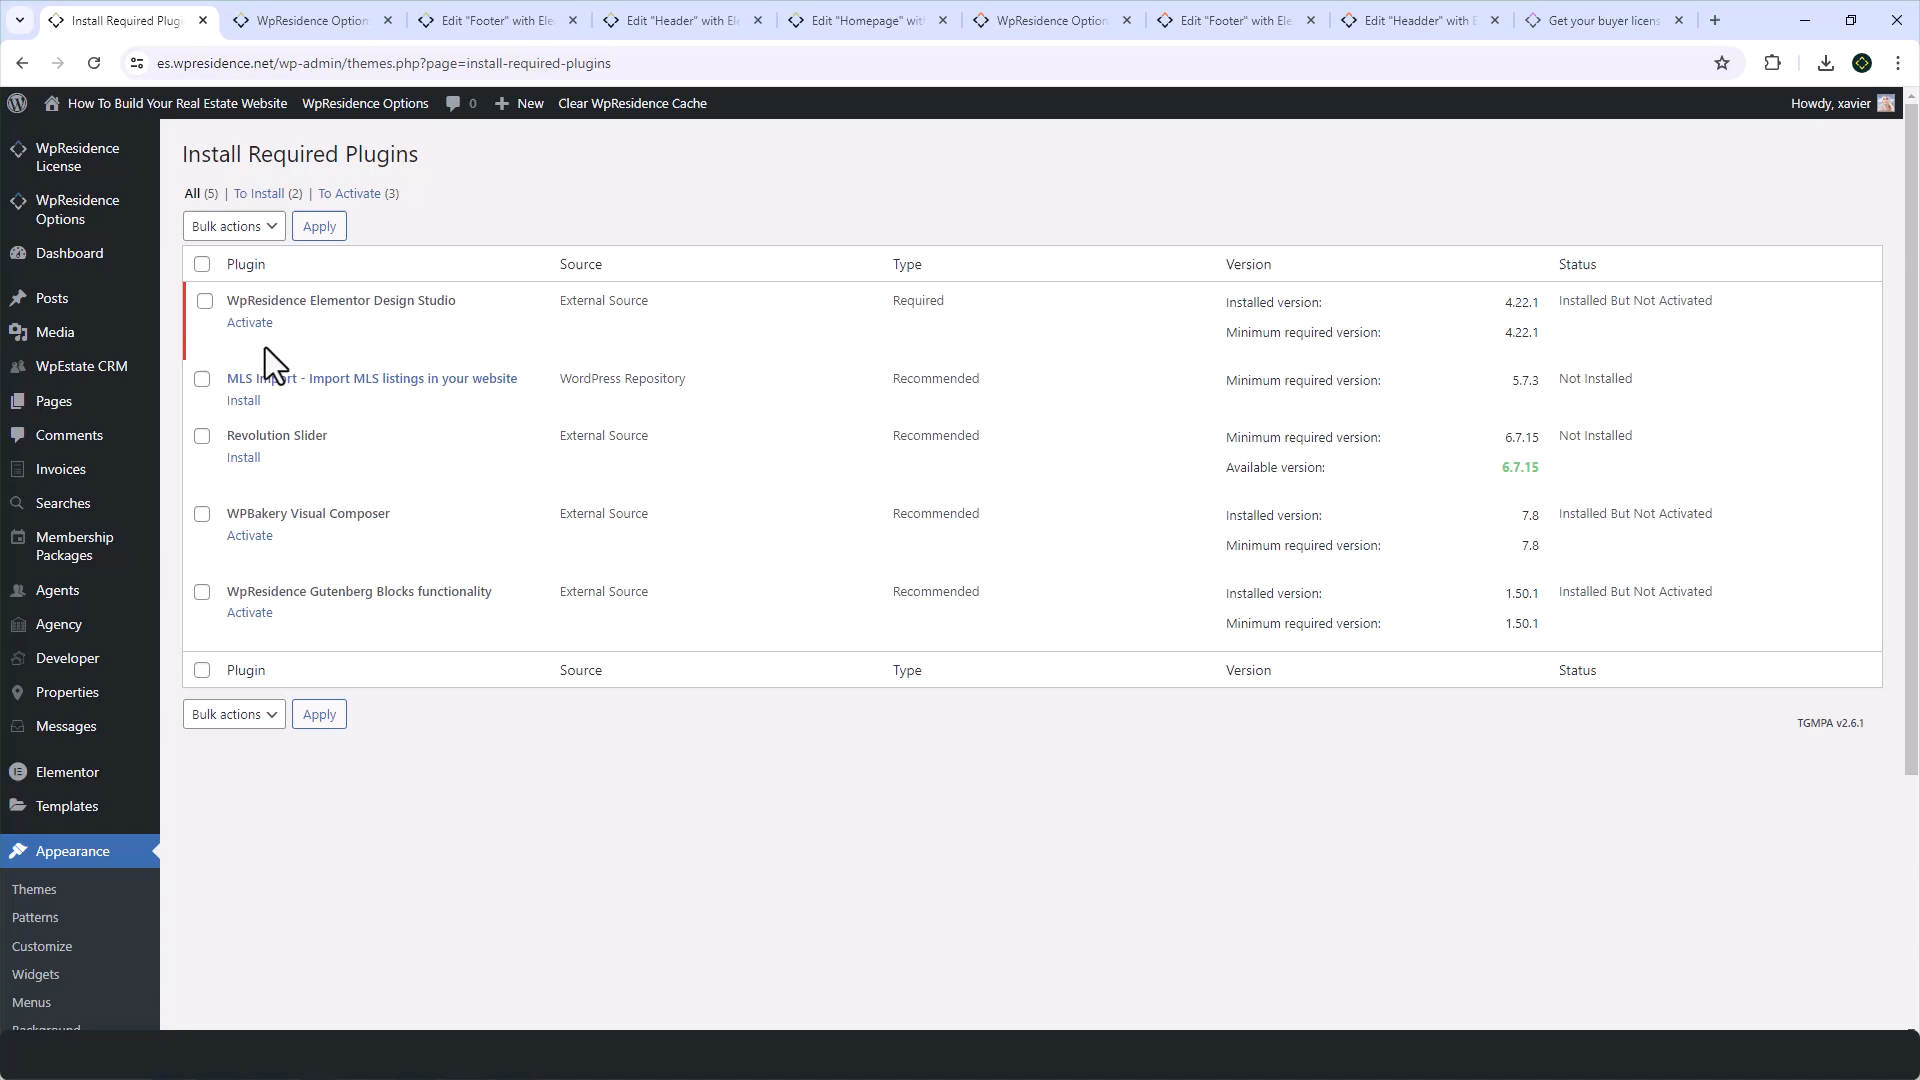 Install Required Plugi
WpResidence Option
Edit "Footer" with Ele
Edit "Header" with Ele
Edit "Homepage" with
WpResidence Option
Edit "Footer" with Ele
Edit "Headder" with E
Get your buyer licens
es.wpresidence.net/wp-admin/themes.php?page=install-required-plugins
How To Build Your Real Estate Website
WpResidence Options
0
New
Clear WpResidence Cache
Howdy, xavier
WpResidence
License
WpResidence
Options
Dashboard
Posts
Media
WpEstate CRM
Pages
Comments
Invoices
Searches
Membership
Packages
Agents
Agency
Developer
Properties
Messages
Elementor
Templates
Appearance
Themes
Patterns
Customize
Widgets
Menus
Background
Install Required Plugins
All (5) | To Install (2) | To Activate (3)
Bulk actions Apply
Plugin Source Type Version Status
WpResidence Elementor Design Studio External Source Required Installed version: 4.22.1 Installed But Not Activated
Activate Minimum required version: 4.22.1
MLS Import - Import MLS listings in your website WordPress Repository Recommended Minimum required version: 5.7.3 Not Installed
Install
Revolution Slider External Source Recommended Minimum required version: 6.7.15 Not Installed
Install Available version: 6.7.15
WPBakery Visual Composer External Source Recommended Installed version: 7.8 Installed But Not Activated
Activate Minimum required version: 7.8
WpResidence Gutenberg Blocks functionality External Source Recommended Installed version: 1.50.1 Installed But Not Activated
Activate Minimum required version: 1.50.1
Plugin Source Type Version Status
Bulk actions Apply
TGMPA v2.6.1